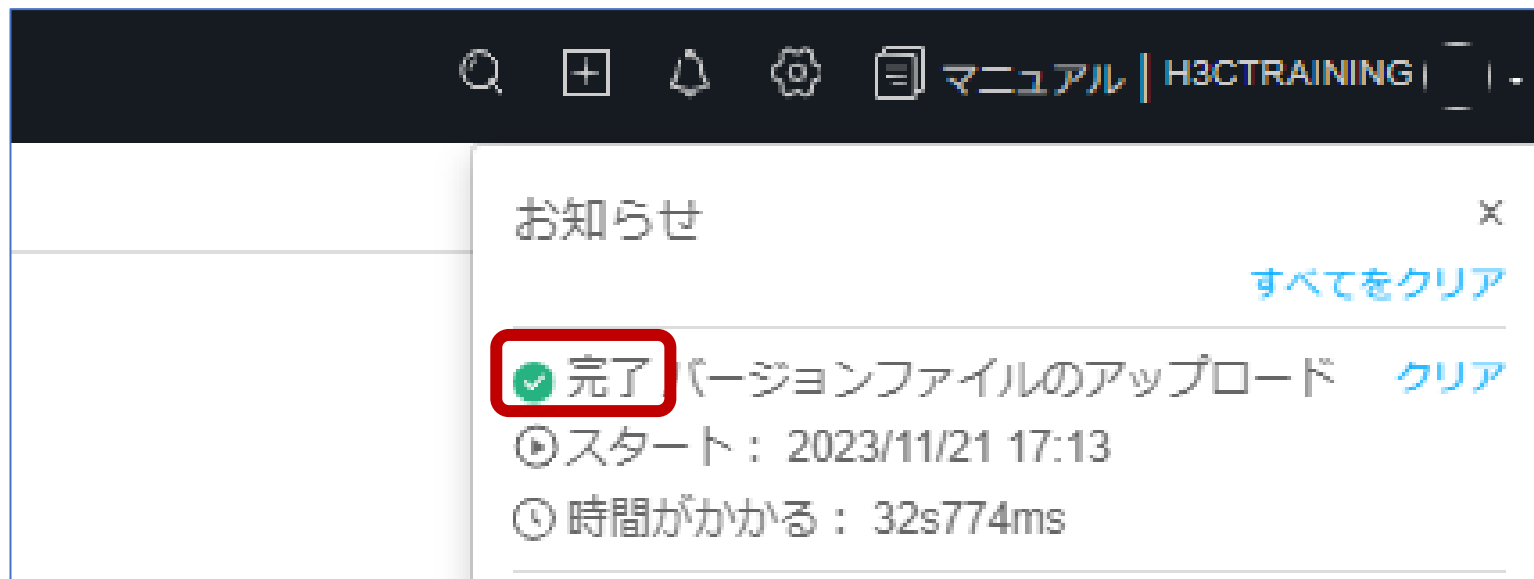 マニュアル H3CTRAINING
お知らせ
すべてをクリア
完了 バージョンファイルのアップロード クリア
スタート： 2023/11/21 17:13
時間がかかる： 32s774ms